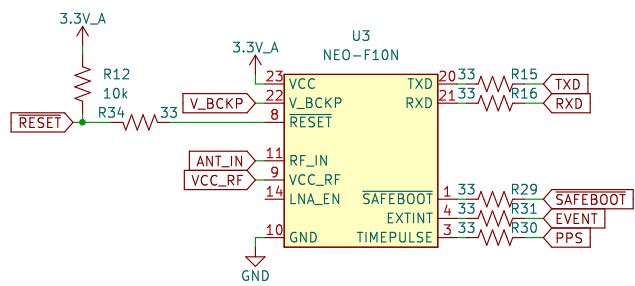 3.3V_A
R12
10k
RESET
R34
33
3.3V_A
U3
NEO-F10N
23
VCC
V_BCKP
22
V_BCKP
8
RESET
ANT_IN
11
RF_IN
VCC_RF
9
VCC_RF
14
LNA_EN
10
GND
GND
TXD
20
33
R15
TXD
RXD
21
33
R16
RXD
SAFEBOOT
1
33
R29
SAFEBOOT
EXTINT
4
33
R31
EVENT
TIMEPULSE
3
33
R30
PPS